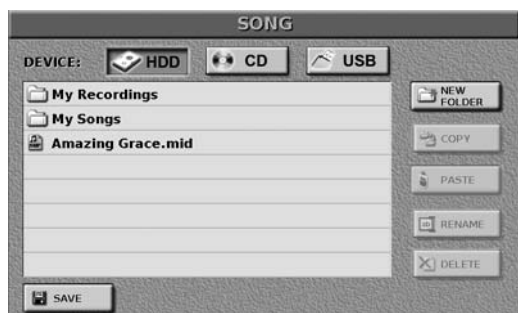 SONG
DEVICE: HDD CD USB
My Recordings
My Songs
Amazing Grace.mid
NEW FOLDER
COPY
PASTE
RENAME
DELETE
SAVE